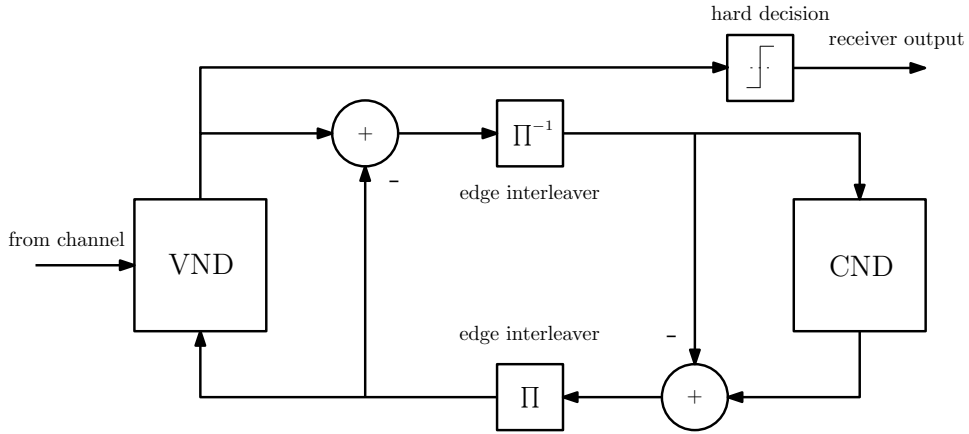 hard decision
receiver output
+
∏⁻¹
-
edge interleaver
from channel
VND
CND
edge interleaver
-
∏
+